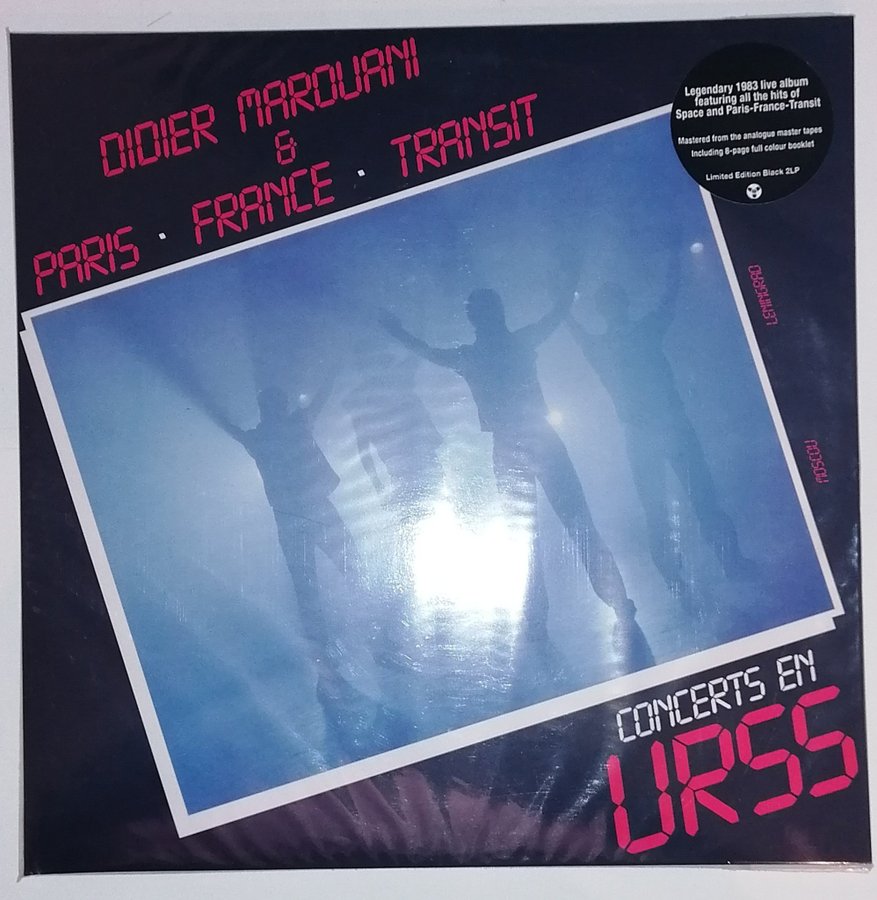 DIDIER MAROUANI
&
PARIS · FRANCE · TRANSIT
Legendary 1983 live album
featuring all the hits of
Space and Paris-France-Transit
Mastered from the analogue master tapes
Including 8-page full colour booklet
Limited Edition Black 2LP
LENINGRAD
MOSCOU
CONCERTS EN
URSS